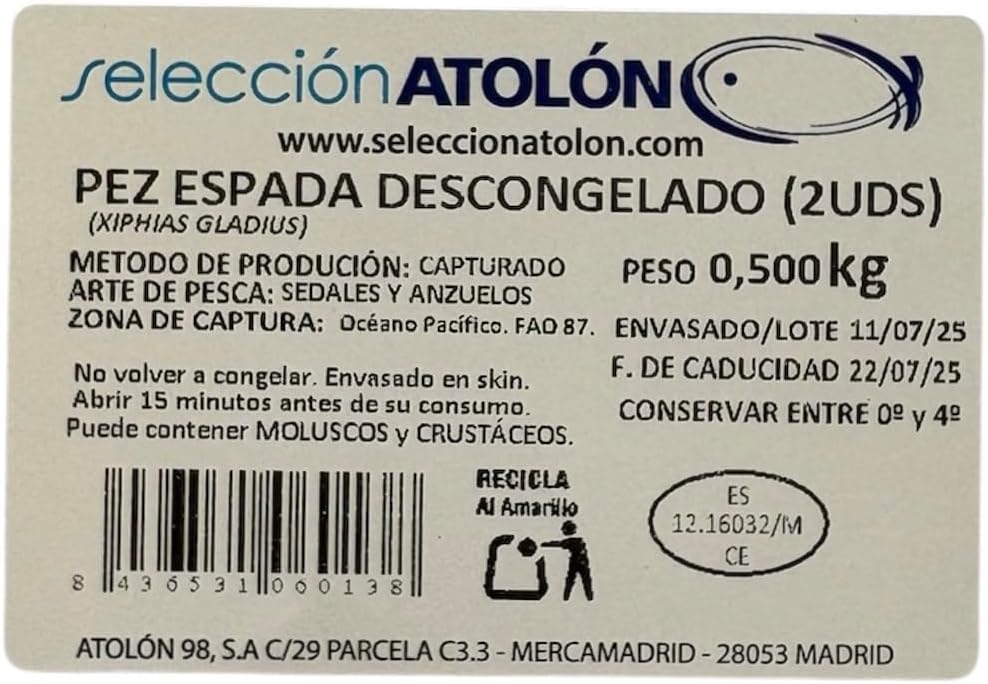 selección ATOLÓN
www.seleccionatolon.com
PEZ ESPADA DESCONGELADO (2UDS)
(XIPHIAS GLADIUS)
METODO DE PRODUCIÓN: CAPTURADO
ARTE DE PESCA: SEDALES Y ANZUELOS
ZONA DE CAPTURA: Océano Pacífico. FAO 87.
PESO 0,500 kg
ENVASADO/LOTE 11/07/25
F. DE CADUCIDAD 22/07/25
CONSERVAR ENTRE 0º y 4º
No volver a congelar. Envasado en skin.
Abrir 15 minutos antes de su consumo.
Puede contener MOLUSCOS y CRUSTÁCEOS.
8 436531 060138
RECICLA
Al Amarillo
ES
12.16032/M
CE
ATOLÓN 98, S.A C/29 PARCELA C3.3 - MERCAMADRID - 28053 MADRID